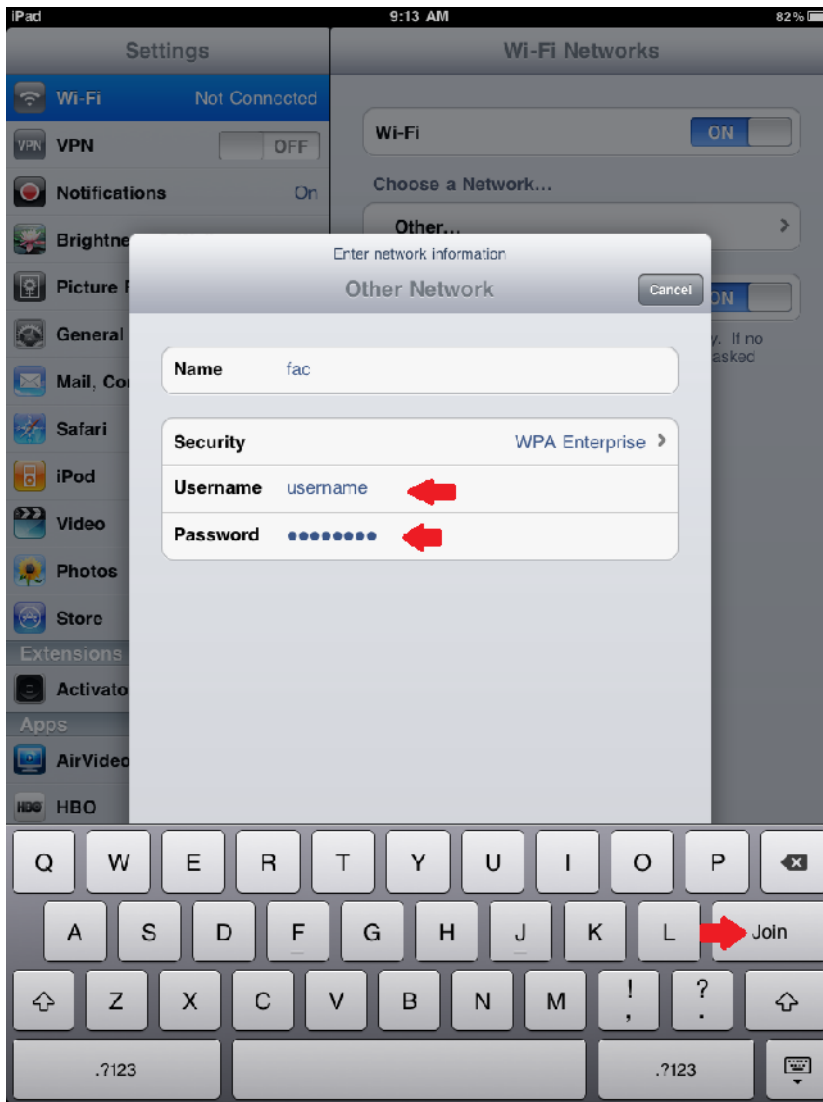 iPad 9:13 AM 82%
Settings
Wi-Fi Networks
Wi-Fi Not Connected
VPN VPN OFF
Notifications On
Brightne
Picture F
General
Mail, Co
Safari
iPod
Video
Photos
Store
Extensions
Activato
Apps
AirVideo
HBO HBO
Wi-Fi ON
Choose a Network...
Other...
ON
y. If no
asked
Enter network information
Other Network Cancel
Name fac
Security WPA Enterprise
Username username
Password ●●●●●●●●
Q W E R T Y U I O P
A S D F G H J K L Join
Z X C V B N M ! , ? .
.?123 .?123